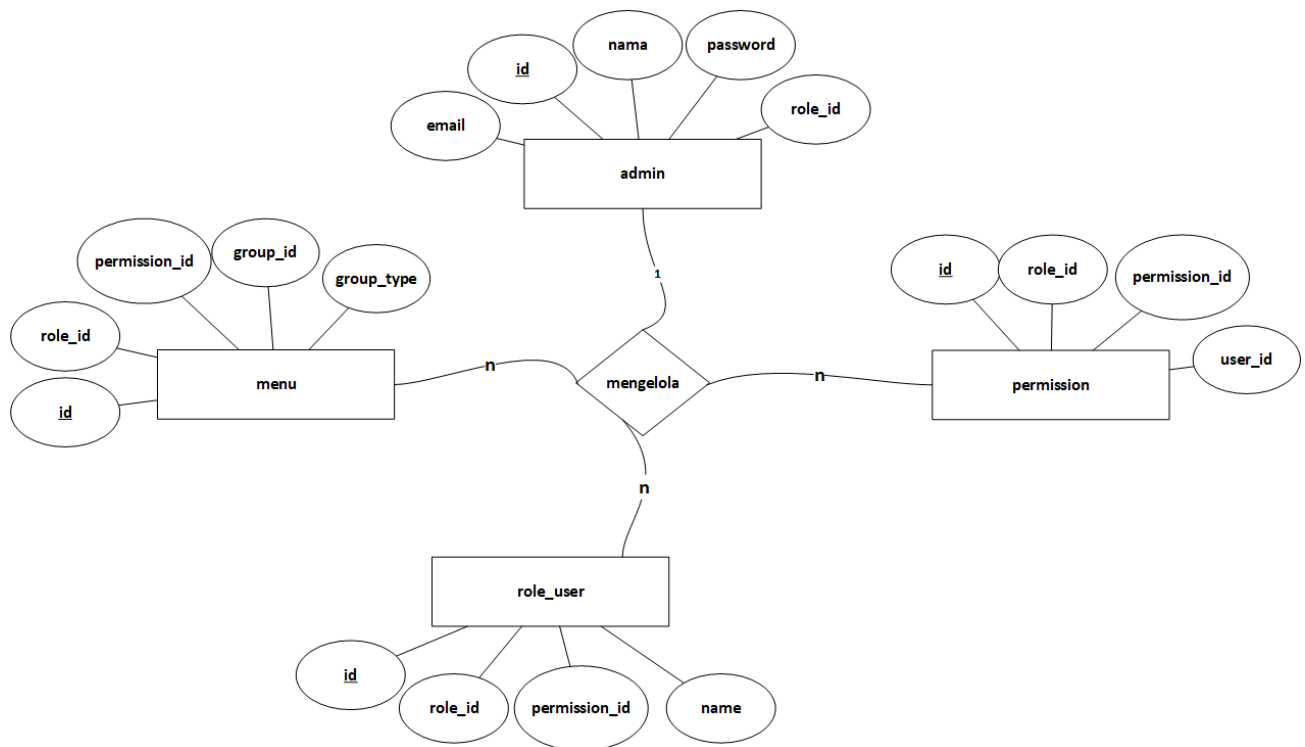 nama
password
id
role_id
email
admin
permission_id
group_id
group_type
role_id
menu
id
1
id
role_id
permission_id
user_id
permission
n
mengelola
n
n
role_user
id
role_id
permission_id
name